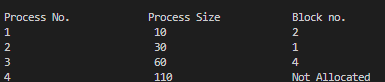 Process No. Process Size Block no.
1 10 2
2 30 1
3 60 4
4 110 Not Allocated